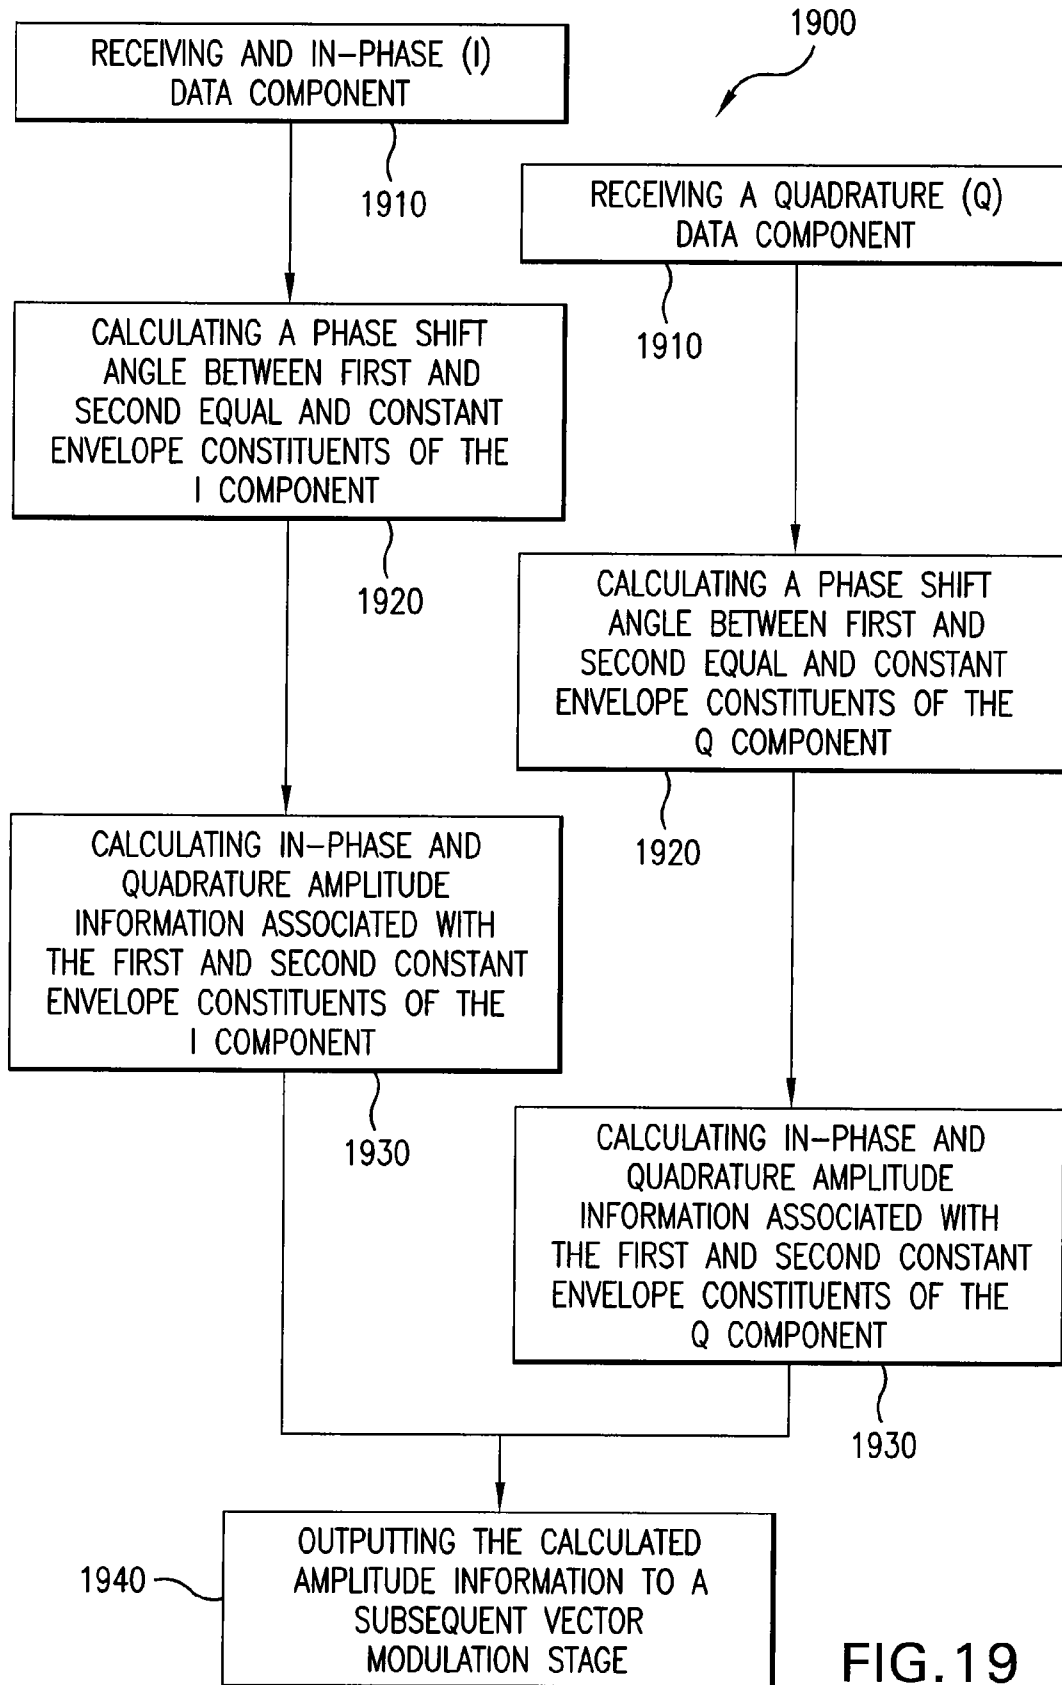 1900
RECEIVING AND IN-PHASE (I)
DATA COMPONENT
1910
RECEIVING A QUADRATURE (Q)
DATA COMPONENT
1910
CALCULATING A PHASE SHIFT
ANGLE BETWEEN FIRST AND
SECOND EQUAL AND CONSTANT
ENVELOPE CONSTITUENTS OF THE
I COMPONENT
1920
CALCULATING A PHASE SHIFT
ANGLE BETWEEN FIRST AND
SECOND EQUAL AND CONSTANT
ENVELOPE CONSTITUENTS OF THE
Q COMPONENT
1920
CALCULATING IN-PHASE AND
QUADRATURE AMPLITUDE
INFORMATION ASSOCIATED WITH
THE FIRST AND SECOND CONSTANT
ENVELOPE CONSTITUENTS OF THE
I COMPONENT
1930
CALCULATING IN-PHASE AND
QUADRATURE AMPLITUDE
INFORMATION ASSOCIATED WITH
THE FIRST AND SECOND CONSTANT
ENVELOPE CONSTITUENTS OF THE
Q COMPONENT
1930
OUTPUTTING THE CALCULATED
AMPLITUDE INFORMATION TO A
SUBSEQUENT VECTOR
MODULATION STAGE
1940
FIG.19